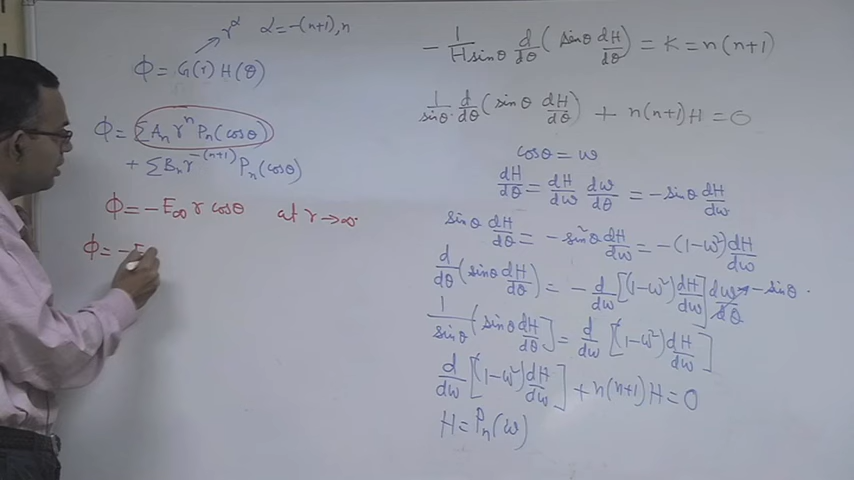 r^α α=-(n+1), n
Φ = G(r) H(θ)
Φ = ΣA_n r^n P_n(cosθ)
+ ΣB_n r^-(n+1) P_n(cosθ)
Φ = -E_∞ r cosθ at r→∞.
Φ = -E
-1/(H sinθ) d/dθ (sinθ dH/dθ) = K = n(n+1)
1/sinθ · d/dθ (sinθ dH/dθ) + n(n+1)H = 0
cosθ = ω
dH/dθ = dH/dω dω/dθ = -sinθ dH/dω
sinθ dH/dθ = -sin²θ dH/dω = -(1-ω²) dH/dω
d/dθ (sinθ dH/dθ) = -d/dω [(1-ω²) dH/dω] dω/dθ → -sinθ.
1/sinθ (sinθ dH/dθ] = d/dω [(1-ω²) dH/dω]
d/dω [(1-ω²) dH/dω] + n(n+1)H = 0
H = P_n(ω)